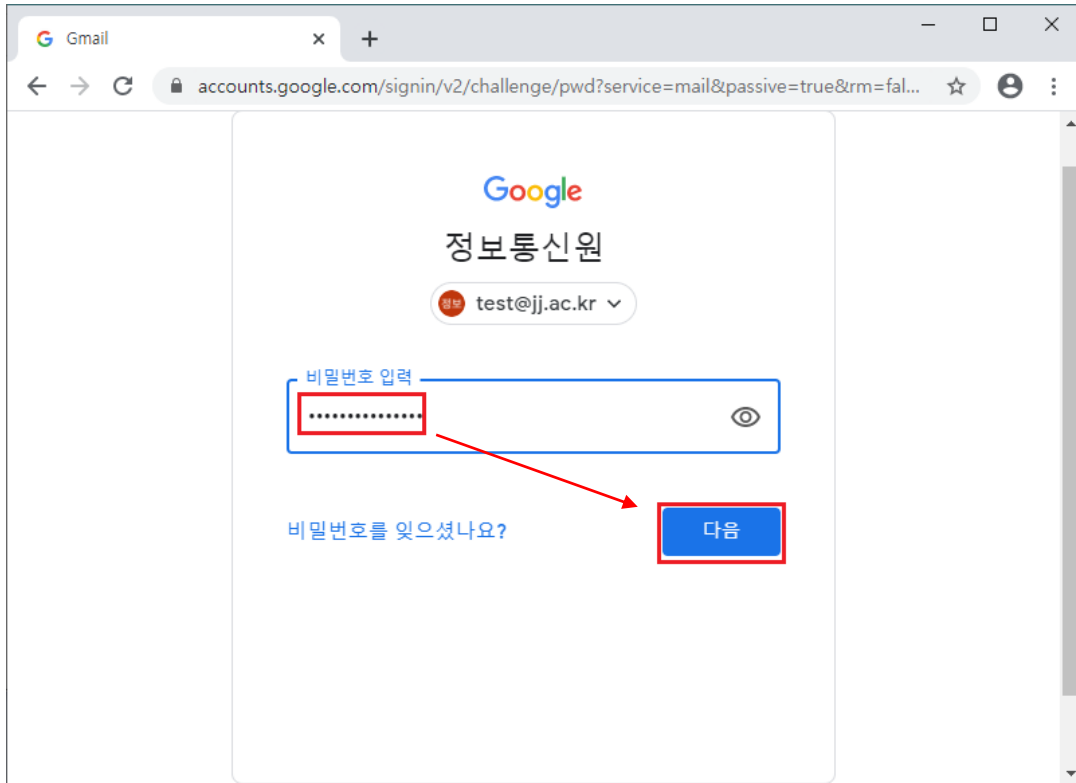 Gmail
accounts.google.com/signin/v2/challenge/pwd?service=mail&passive=true&rm=fal...
Google
정보통신원
정보 test@jj.ac.kr
비밀번호 입력
•••••••••••••••
비밀번호를 잊으셨나요?
다음